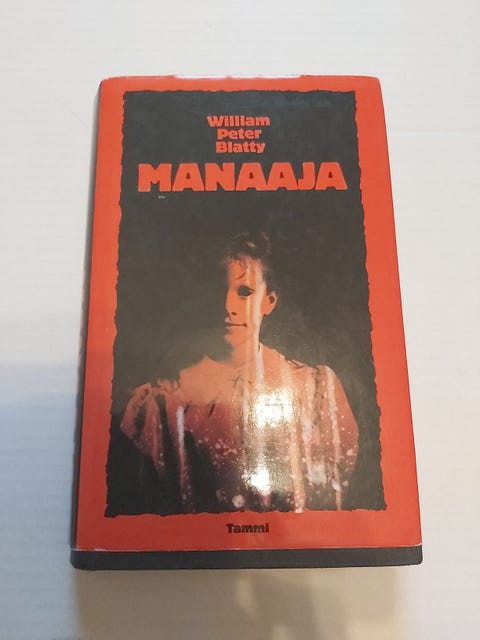 William
Peter
Blatty
MANAAJA
Tammi